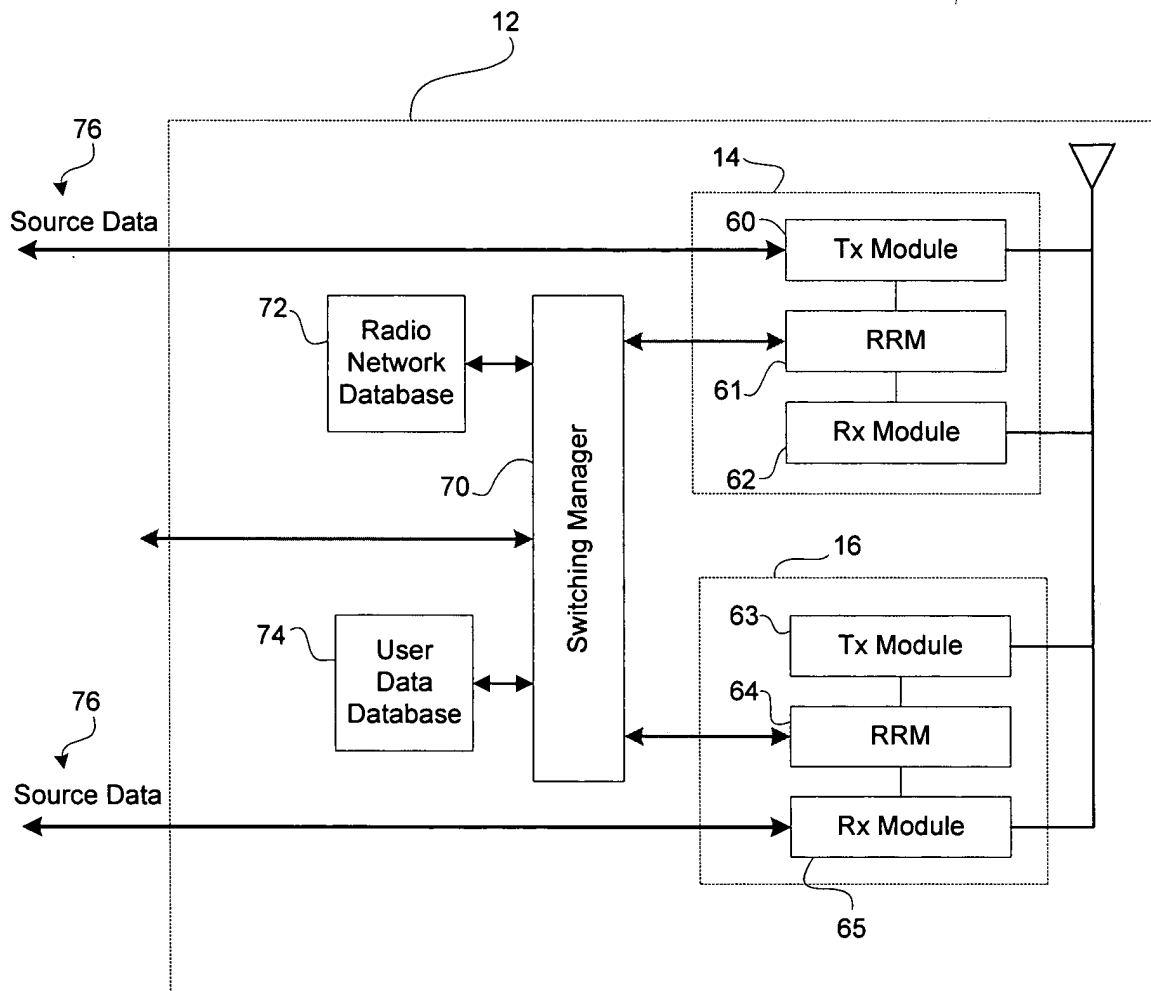 12
76
Source Data
14
60
Tx Module
72
Radio
Network
Database
RRM
61
Rx Module
62
70
Switching Manager
16
63
Tx Module
74
User
Data
Database
64
RRM
76
Source Data
Rx Module
65